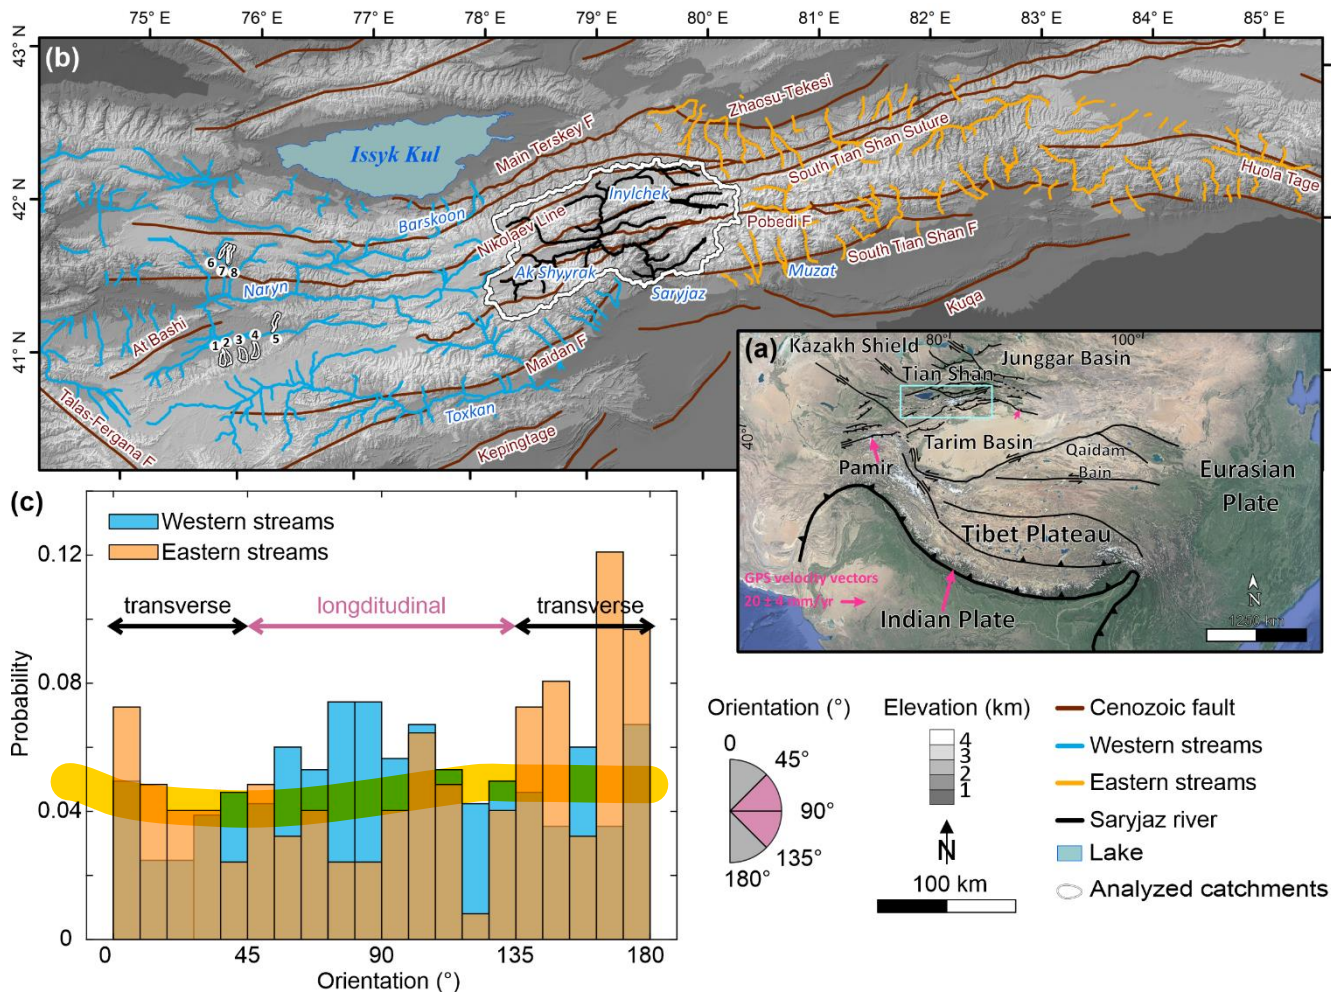 75° E 76° E 77° E 78° E 79° E 80° E 81° E 82° E 83° E 84° E 85° E
43° N
42° N
41° N
(b)
Issyk Kul
Main Terskey F
Zhaosu-Tekesi
South Tian Shan Suture
Huola Tage
Barskoon
Nikolaev Line
Inylchek
Pobedi F
South Tian Shan F
Muzat
Ak Shyyrak
Saryjaz
Kuqa
6
7 8
Naryn
At Bashi
1 2 3 4 5
Maidan F
Toxkan
Talas-Fergana F
Kepingtage
(a)
80° 100°
40°
Kazakh Shield
Junggar Basin
Tian Shan
Tarim Basin
Qaidam
Bain
Pamir
Eurasian
Plate
Tibet Plateau
GPS velocity vectors
20 ± 4 mm/yr
Indian Plate
N
(c)
Western streams
Eastern streams
transverse longditudinal transverse
Probability
0.12
0.08
0.04
0
0 45 90 135 180
Orientation (°)
Orientation (°)
0
45°
90°
135°
180°
Elevation (km)
4
3
2
1
N
100 km
Cenozoic fault
Western streams
Eastern streams
Saryjaz river
Lake
Analyzed catchments